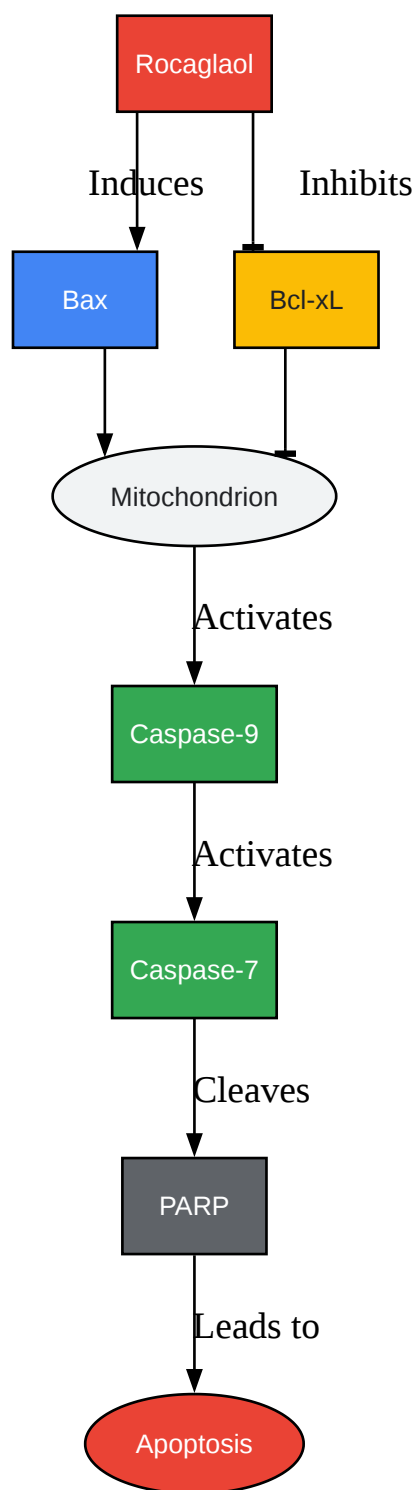 Rocaglaol
Induces
Inhibits
Bax
Bcl-xL
Mitochondrion
Activates
Caspase-9
Activates
Caspase-7
Cleaves
PARP
Leads to
Apoptosis